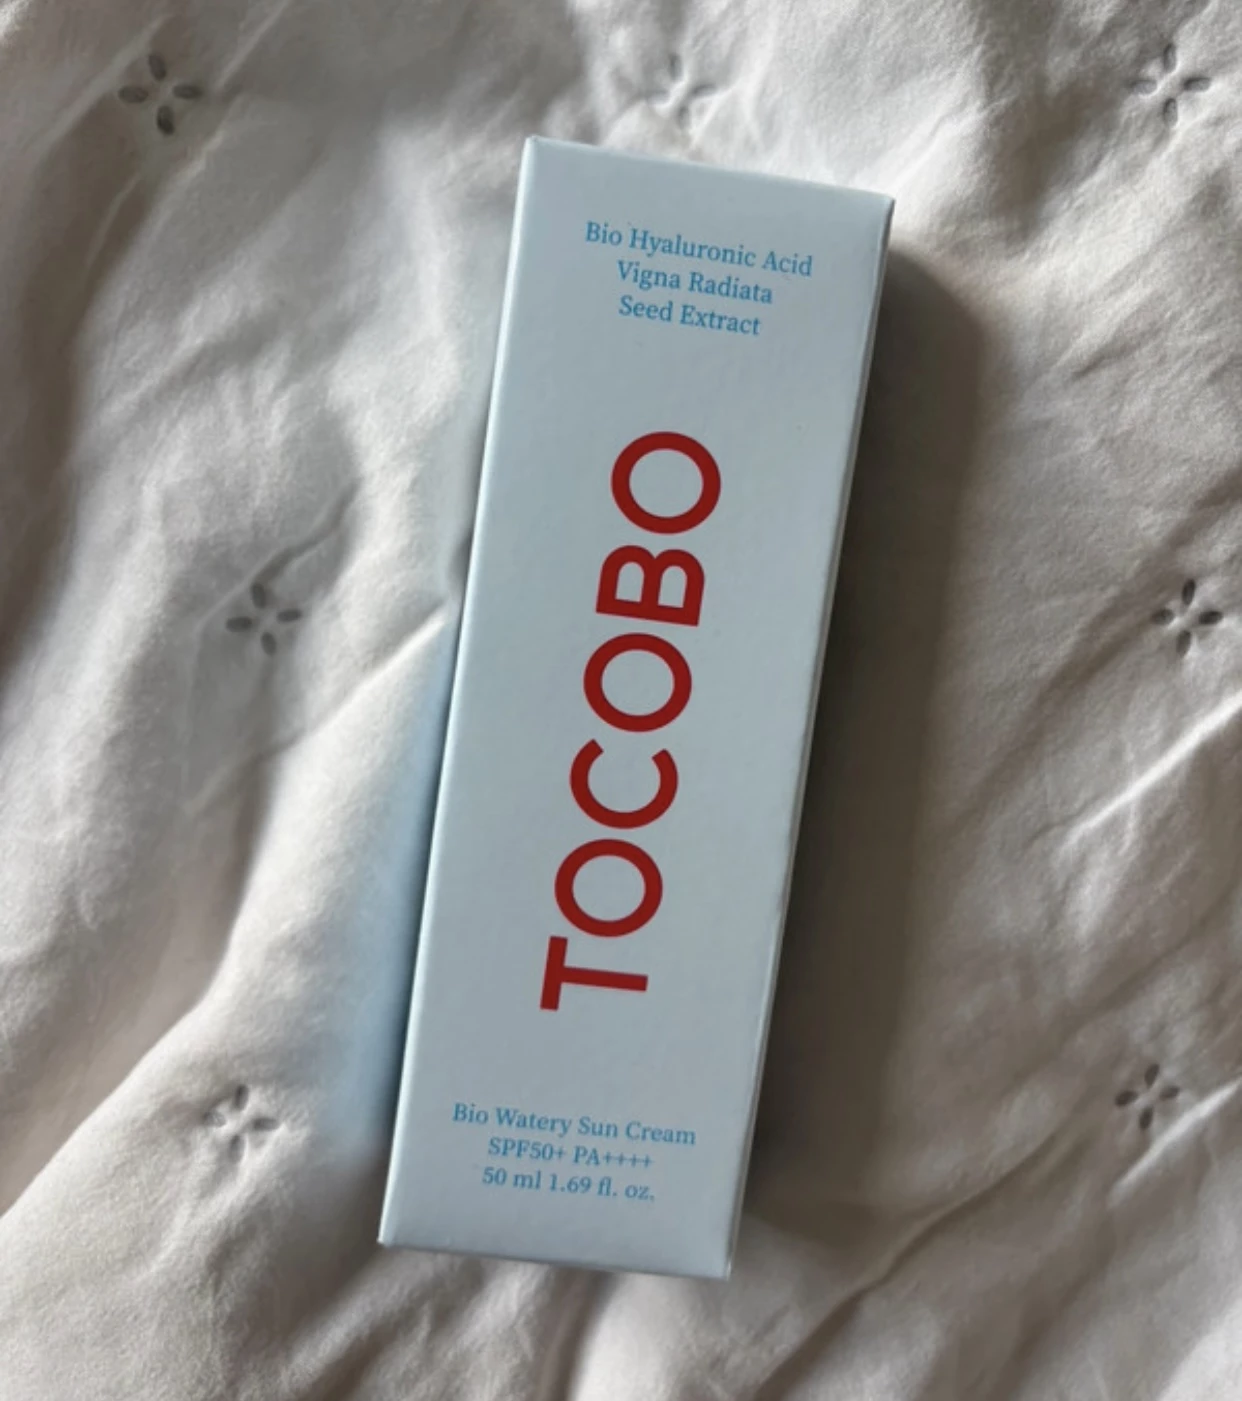 Bio Hyaluronic Acid
Vigna Radiata
Seed Extract
TOCOBO
Bio Watery Sun Cream
SPF50+ PA++++
50 ml 1.69 fl. oz.